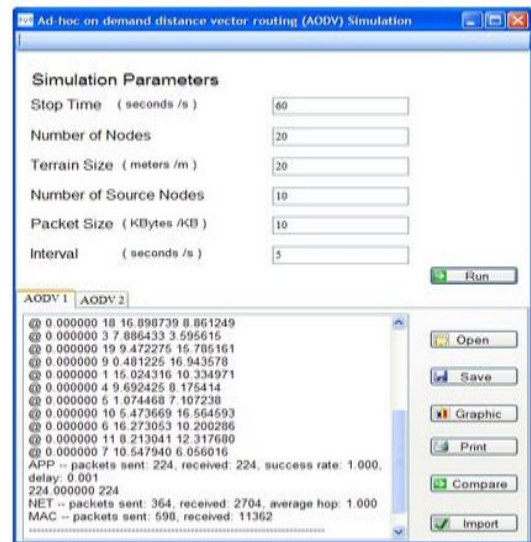 Ad-hoc on demand distance vector routing (AODV) Simulation
Simulation Parameters
Stop Time ( seconds /s ) 60
Number of Nodes 20
Terrain Size ( meters /m ) 20
Number of Source Nodes 10
Packet Size ( KBytes /KB ) 10
Interval ( seconds /s ) 5
Run
AODV 1 AODV 2
@ 0.000000 18 16.898739 8.861249
@ 0.000000 3 7.886433 3.595615
@ 0.000000 19 9.472275 15.785161
@ 0.000000 9 0.481225 16.943578
@ 0.000000 1 15.024316 10.334971
@ 0.000000 4 9.692425 8.175414
@ 0.000000 5 1.074468 7.107238
@ 0.000000 10 5.473669 16.564593
@ 0.000000 6 16.273053 10.200286
@ 0.000000 11 8.213041 12.317680
@ 0.000000 7 10.547940 6.056016
APP -- packets sent: 224, received: 224, success rate: 1.000,
delay: 0.001
224.000000 224
NET -- packets sent: 364, received: 2704, average hop: 1.000
MAC -- packets sent: 598, received: 11362
Open
Save
Graphic
Print
Compare
Import